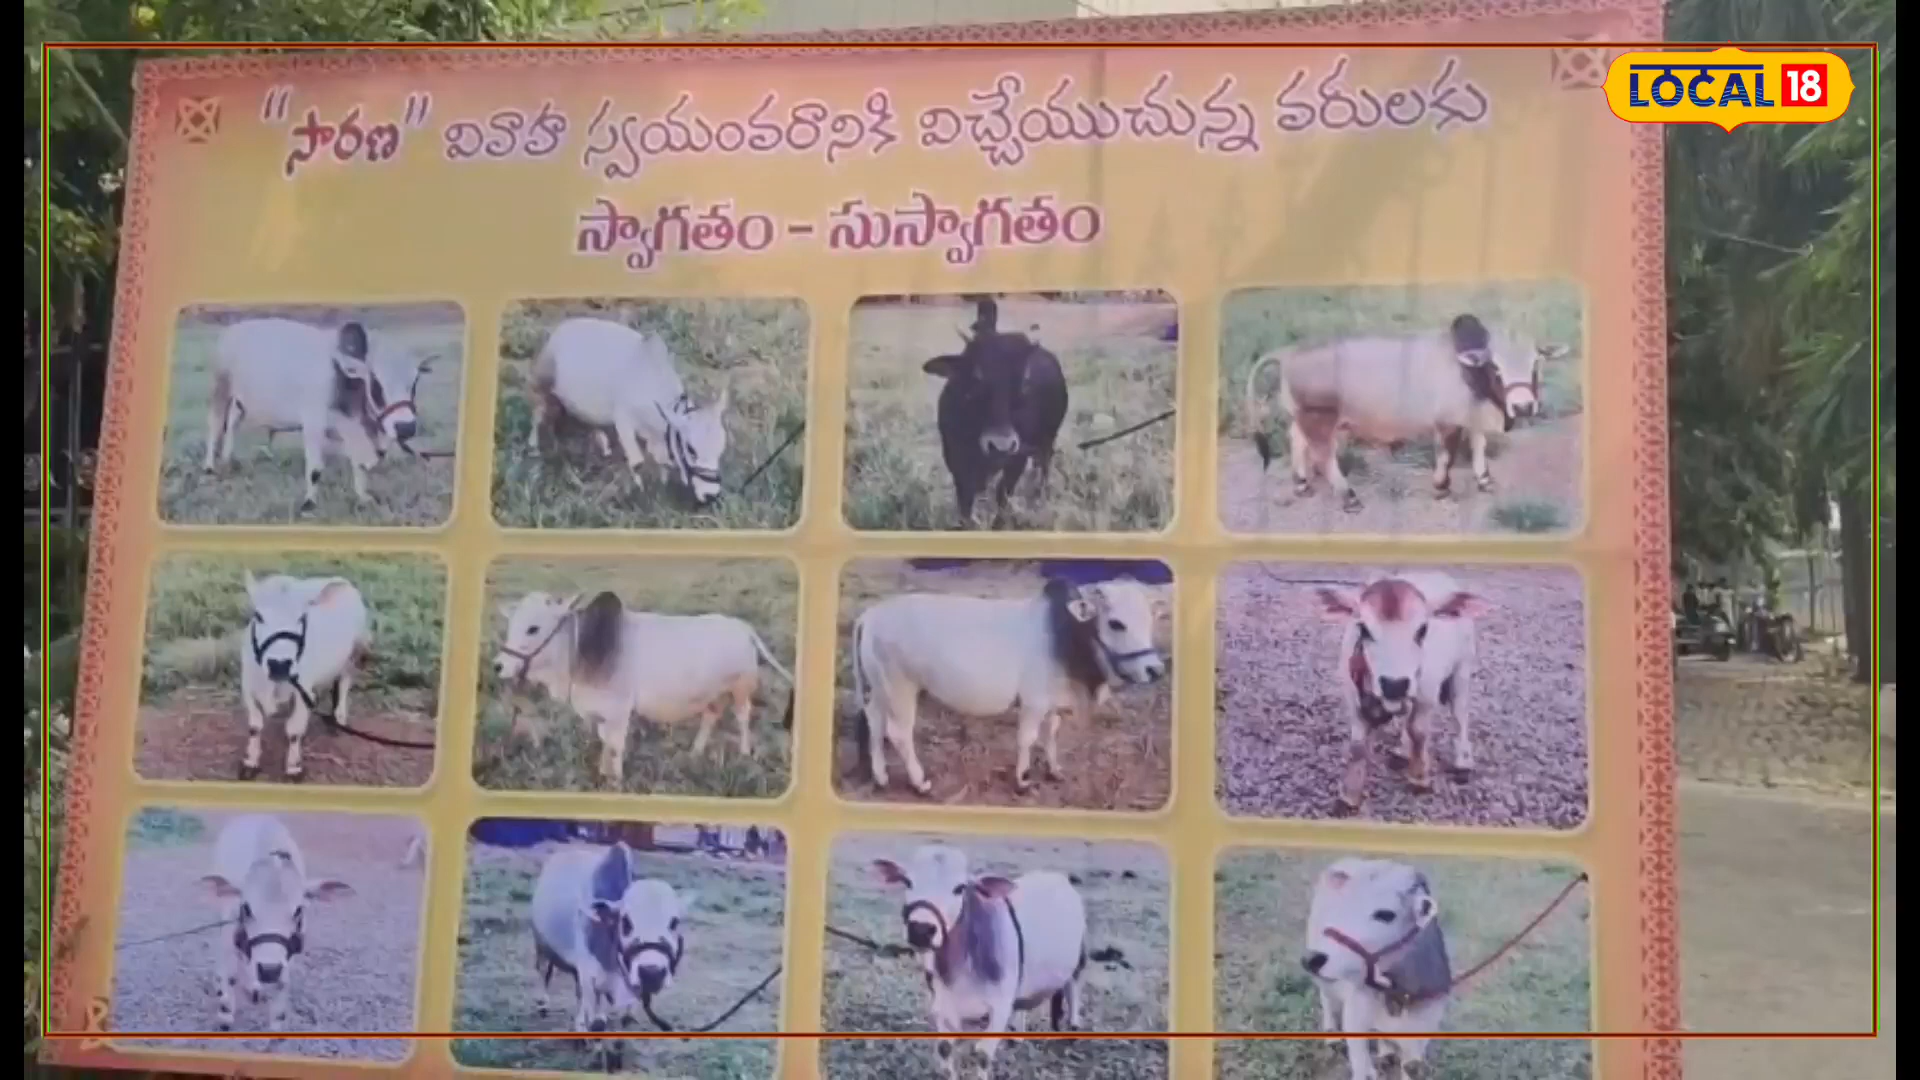 "సారణ" వివాహ స్వయంవరానికి విచ్చేయుచున్న వరులకు
స్వాగతం - సుస్వాగతం
LOCAL 18